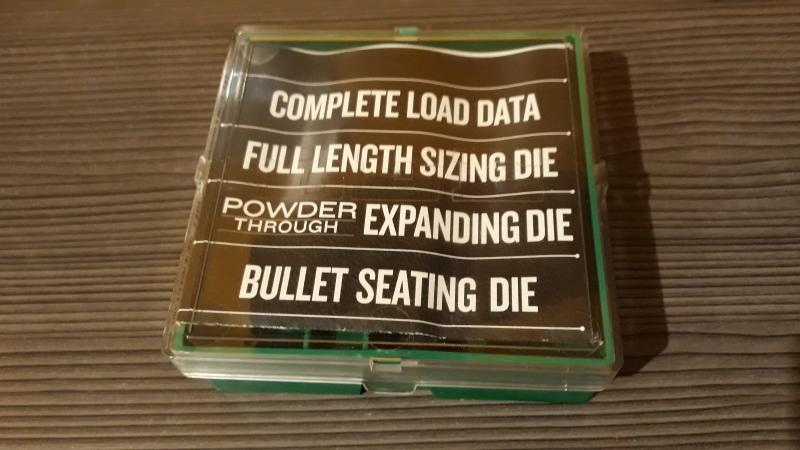 COMPLETE LOAD DATA
FULL LENGTH SIZING DIE
POWDER THROUGH EXPANDING DIE
BULLET SEATING DIE